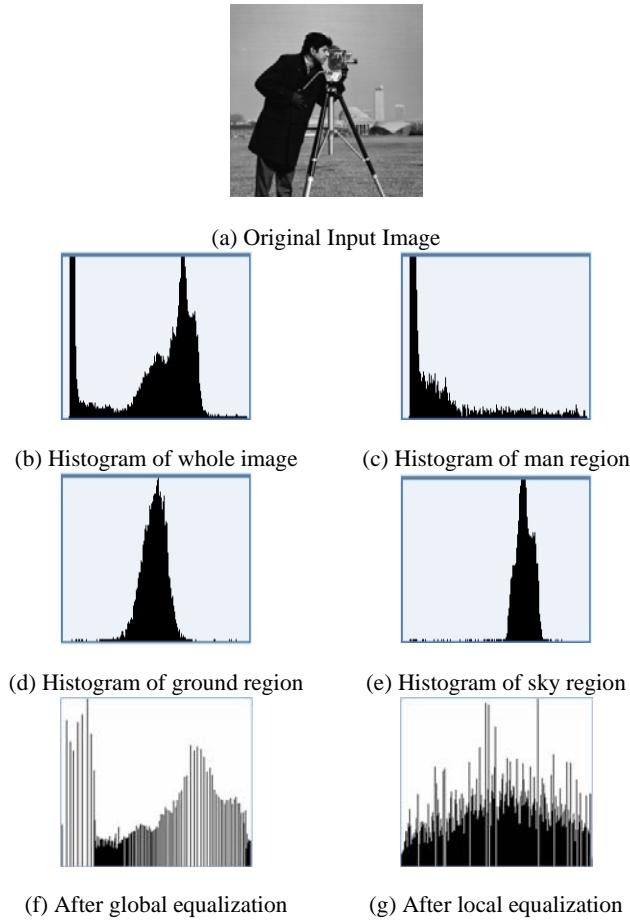 (a) Original Input Image
(b) Histogram of whole image
(c) Histogram of man region
(d) Histogram of ground region
(e) Histogram of sky region
(f) After global equalization
(g) After local equalization